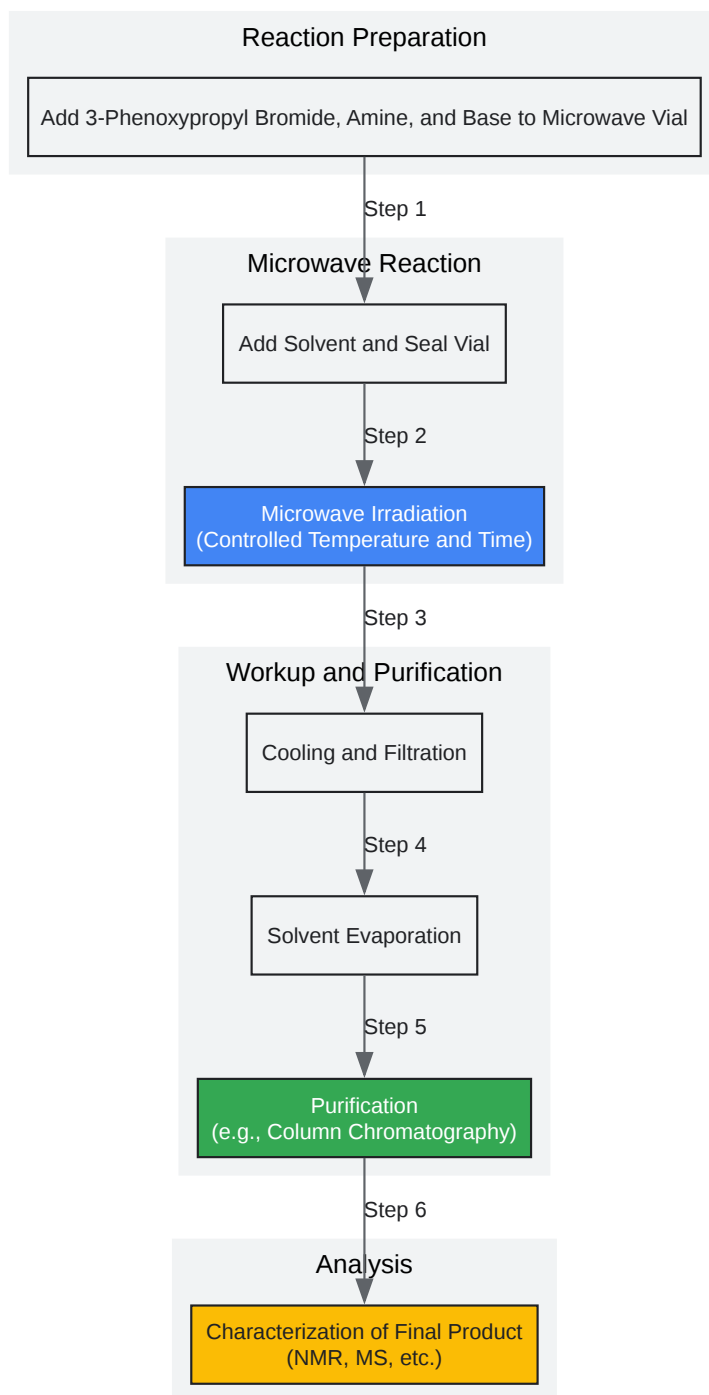 Reaction Preparation
Add 3-Phenoxypropyl Bromide, Amine, and Base to Microwave Vial
Step 1
Microwave Reaction
Add Solvent and Seal Vial
Step 2
Microwave Irradiation
(Controlled Temperature and Time)
Step 3
Workup and Purification
Cooling and Filtration
Step 4
Solvent Evaporation
Step 5
Purification
(e.g., Column Chromatography)
Step 6
Analysis
Characterization of Final Product
(NMR, MS, etc.)